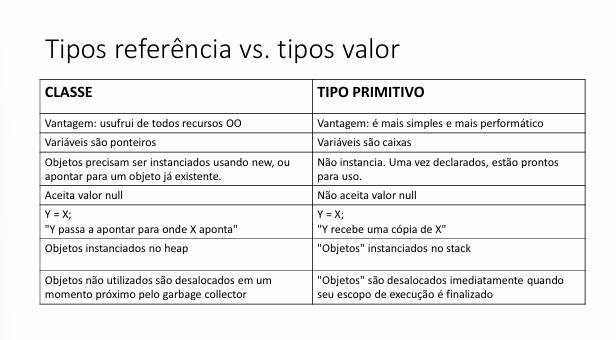 Tipos referência vs. tipos valor
CLASSE
TIPO PRIMITIVO
Vantagem: usufrui de todos recursos OO
Vantagem: é mais simples e mais performático
Variáveis são ponteiros
Variáveis são caixas
Objetos precisam ser instanciados usando new, ou
apontar para um objeto já existente.
Não instancia. Uma vez declarados, estão prontos
para uso.
Aceita valor null
Não aceita valor null
Y = X;
"Y passa a apontar para onde X aponta"
Y = X;
"Y recebe uma cópia de X"
Objetos instanciados no heap
"Objetos" instanciados no stack
Objetos não utilizados são desalocados em um
momento próximo pelo garbage collector
"Objetos" são desalocados imediatamente quando
seu escopo de execução é finalizado